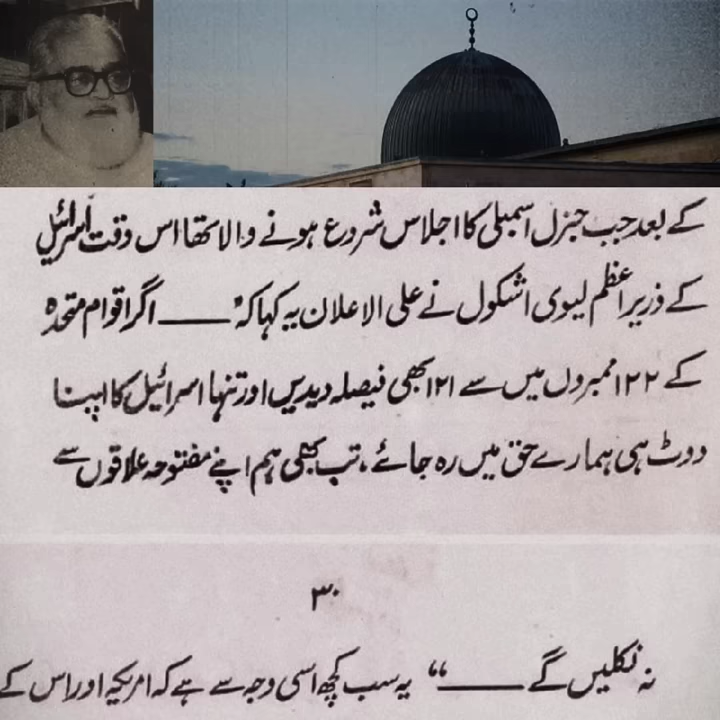 کے بعد جب جنرل اسمبلی کا اجلاس شروع ہونے والا تھا اس وقت اسرائیل
کے وزیراعظم لیوی اشکول نے علی الاعلان یہ کہا کہ "—— اگر اقوام متحدہ
کے ۱۲۲ ممبروں میں سے ۱۲۱ بھی فیصلہ دیدیں اور تنہا اسرائیل کا اپنا
ووٹ ہی ہمارے حق میں رہ جائے، تب بھی ہم اپنے مفتوحہ علاقوں سے
۳۰
نہ نکلیں گے ——" یہ سب کچھ اسی وجہ سے ہے کہ امریکہ اور اس کے